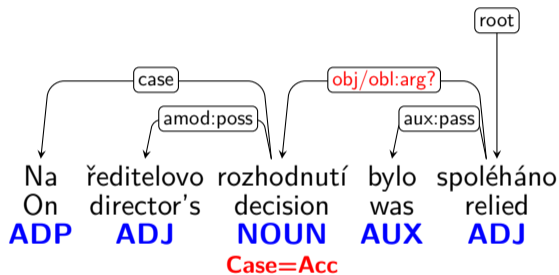 root
case
obj/obl:arg?
amod:poss
aux:pass
Na ředitelovo rozhodnutí bylo spoléháno
On director's decision was relied
ADP ADJ NOUN AUX ADJ
Case=Acc